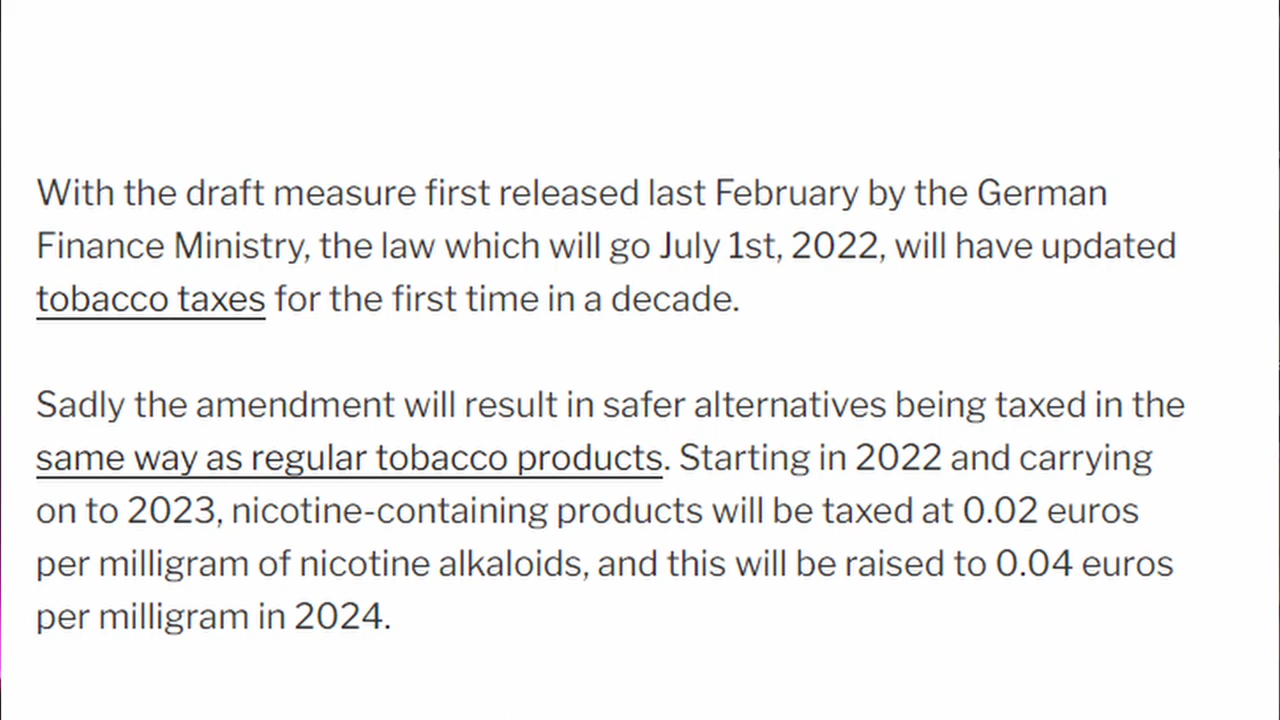 With the draft measure first released last February by the German
Finance Ministry, the law which will go July 1st, 2022, will have updated
tobacco taxes for the first time in a decade.
Sadly the amendment will result in safer alternatives being taxed in the
same way as regular tobacco products. Starting in 2022 and carrying
on to 2023, nicotine-containing products will be taxed at 0.02 euros
per milligram of nicotine alkaloids, and this will be raised to 0.04 euros
per milligram in 2024.